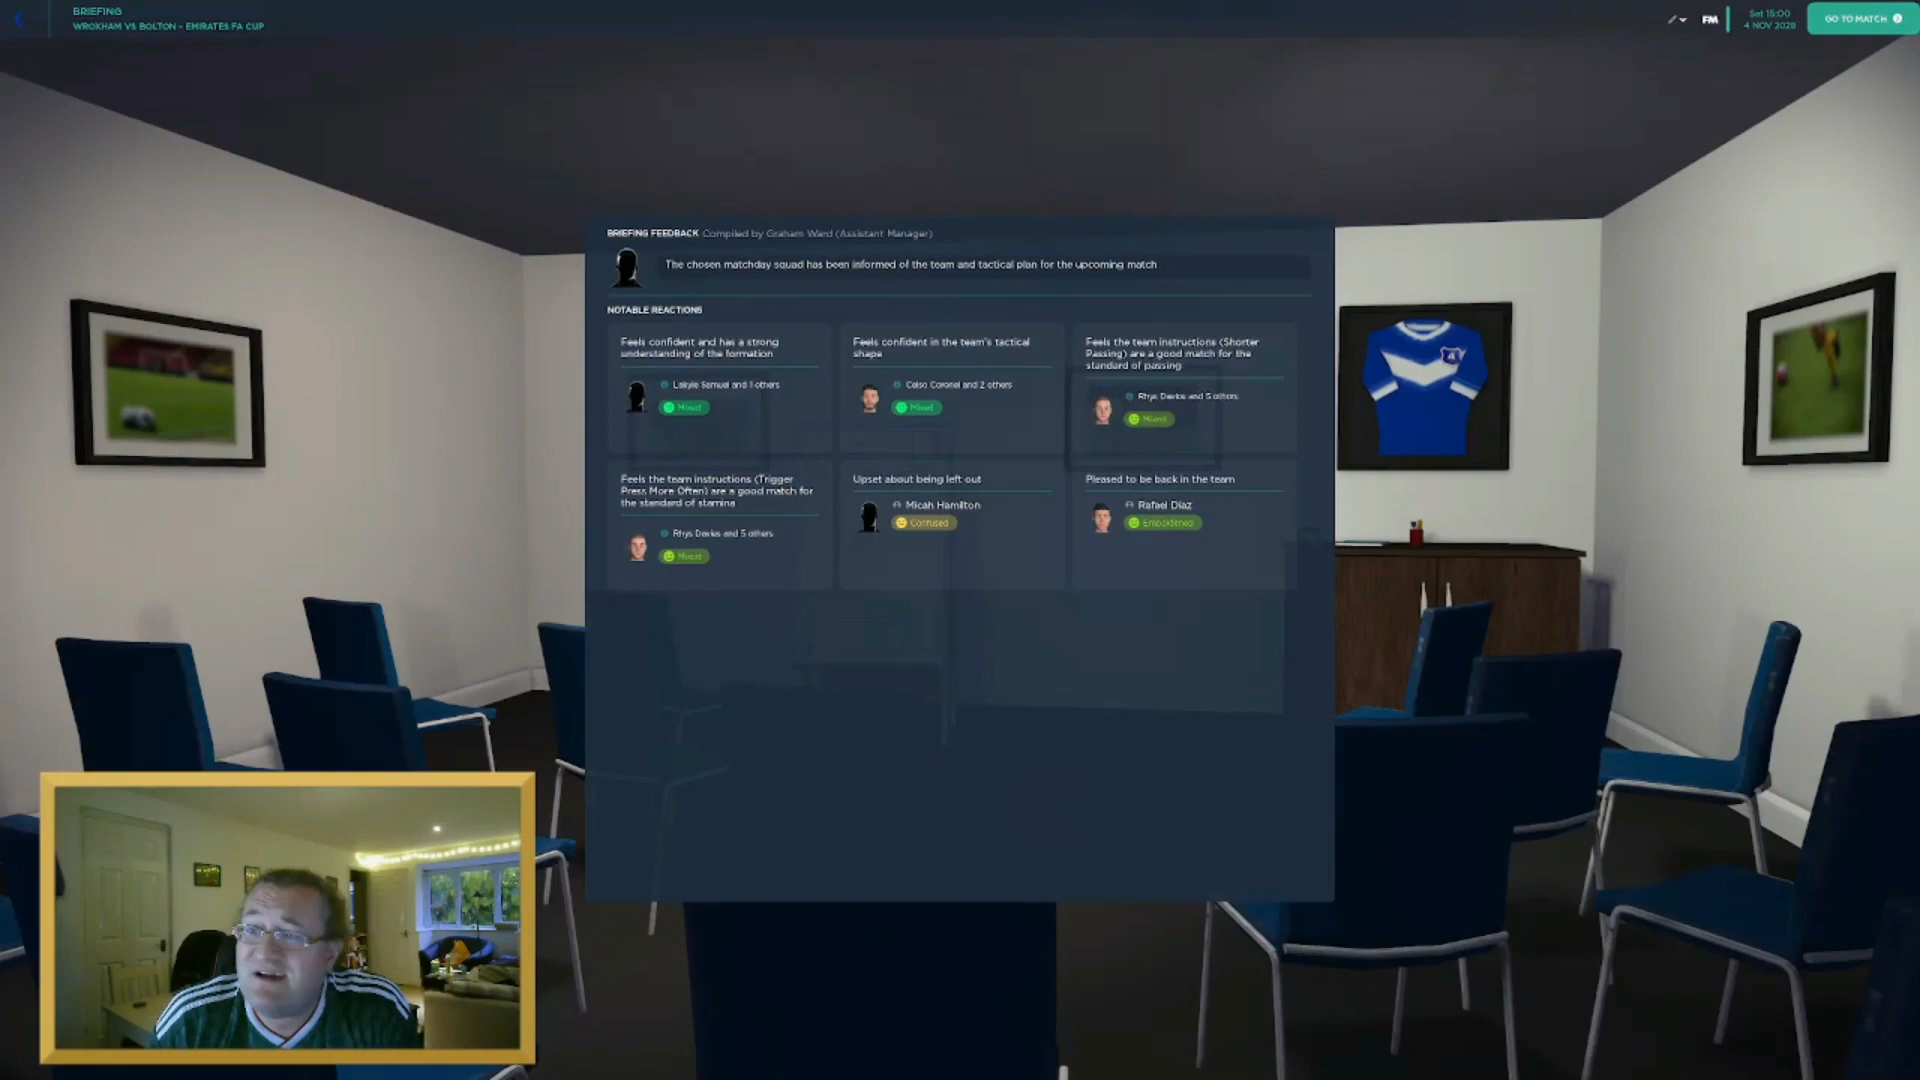 BRIEFING
WROXHAM VS BOLTON - EMIRATES FA CUP
FM
Sat 15:00
4 NOV 2028
GO TO MATCH
BRIEFING FEEDBACK Compiled by Graham Ward (Assistant Manager)
The chosen matchday squad has been informed of the team and tactical plan for the upcoming match
NOTABLE REACTIONS
Feels confident and has a strong
understanding of the formation
Lakyle Samuel and 1 others
Mixed
Feels confident in the team's tactical
shape
Celso Coronel and 2 others
Mixed
Feels the team instructions (Shorter
Passing) are a good match for the
standard of passing
Rhys Davies and 5 others
Mixed
Feels the team instructions (Trigger
Press More Often) are a good match for
the standard of stamina
Rhys Davies and 5 others
Mixed
Upset about being left out
Micah Hamilton
Confused
Pleased to be back in the team
Rafael Díaz
Emboldened